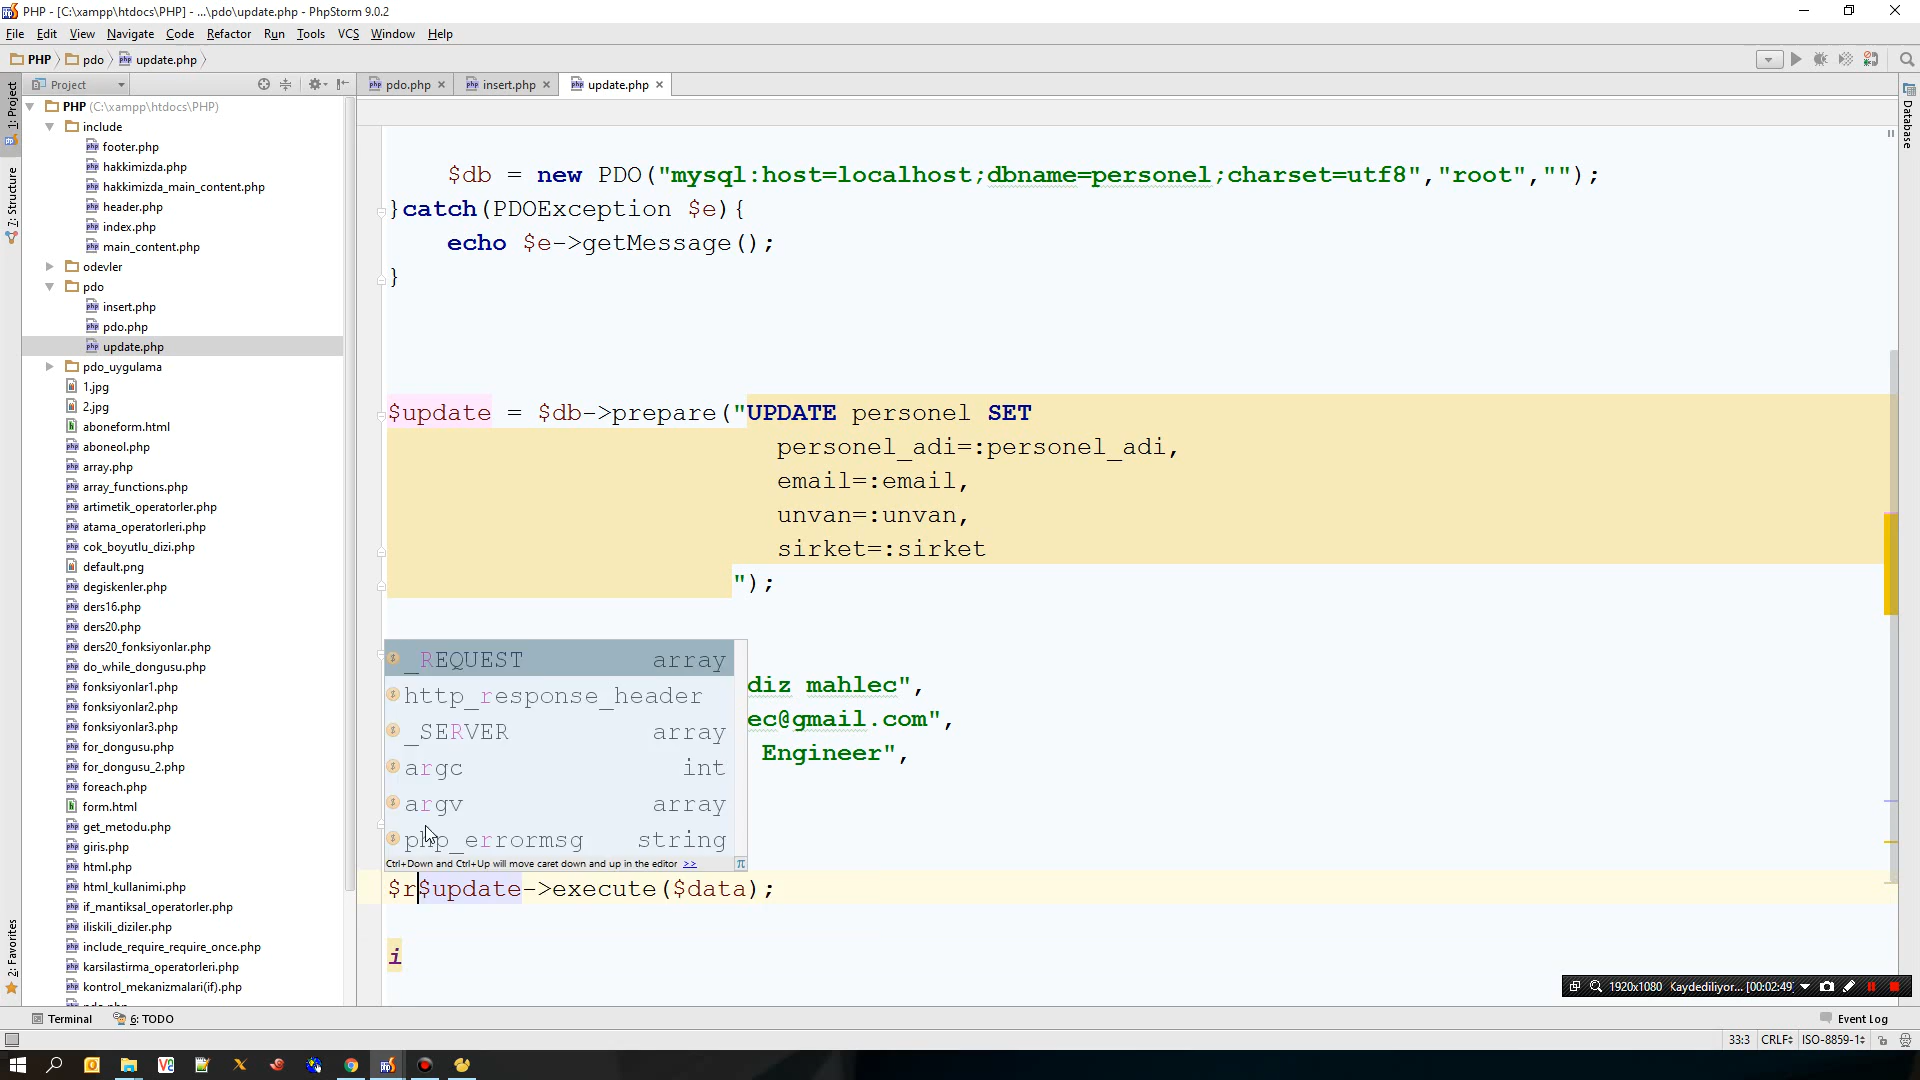 PHP - [C:\xampp\htdocs\PHP] - ...\pdo\update.php - PhpStorm 9.0.2
File Edit View Navigate Code Refactor Run Tools VCS Window Help
PHP pdo update.php
Project
pdo.php insert.php update.php
1: Project
7: Structure
2: Favorites
Database
PHP (C:\xampp\htdocs\PHP)
include
footer.php
hakkimizda.php
hakkimizda_main_content.php
header.php
index.php
main_content.php
odevler
pdo
insert.php
pdo.php
update.php
pdo_uygulama
1.jpg
2.jpg
aboneform.html
aboneol.php
array.php
array_functions.php
artimetik_operatorler.php
atama_operatorleri.php
cok_boyutlu_dizi.php
default.png
degiskenler.php
ders16.php
ders20.php
ders20_fonksiyonlar.php
do_while_dongusu.php
fonksiyonlar1.php
fonksiyonlar2.php
fonksiyonlar3.php
for_dongusu.php
for_dongusu_2.php
foreach.php
form.html
get_metodu.php
giris.php
html.php
html_kullanimi.php
if_mantiksal_operatorler.php
iliskili_diziler.php
include_require_require_once.php
karsilastirma_operatorleri.php
kontrol_mekanizmalari(if).php
$db = new PDO("mysql:host=localhost;dbname=personel;charset=utf8","root","");
}catch(PDOException $e){
echo $e->getMessage();
}
$update = $db->prepare("UPDATE personel SET
personel_adi=:personel_adi,
email=:email,
unvan=:unvan,
sirket=:sirket
");
_REQUEST array
http_response_header
_SERVER array
argc int
argv array
php_errormsg string
Ctrl+Down and Ctrl+Up will move caret down and up in the editor >>
π
diz mahlec",
ec@gmail.com",
Engineer",
$r$update->execute($data);
i
1920x1080 Kaydediliyor... [00:02:49]
Terminal 6: TODO
Event Log
33:3 CRLF ISO-8859-1